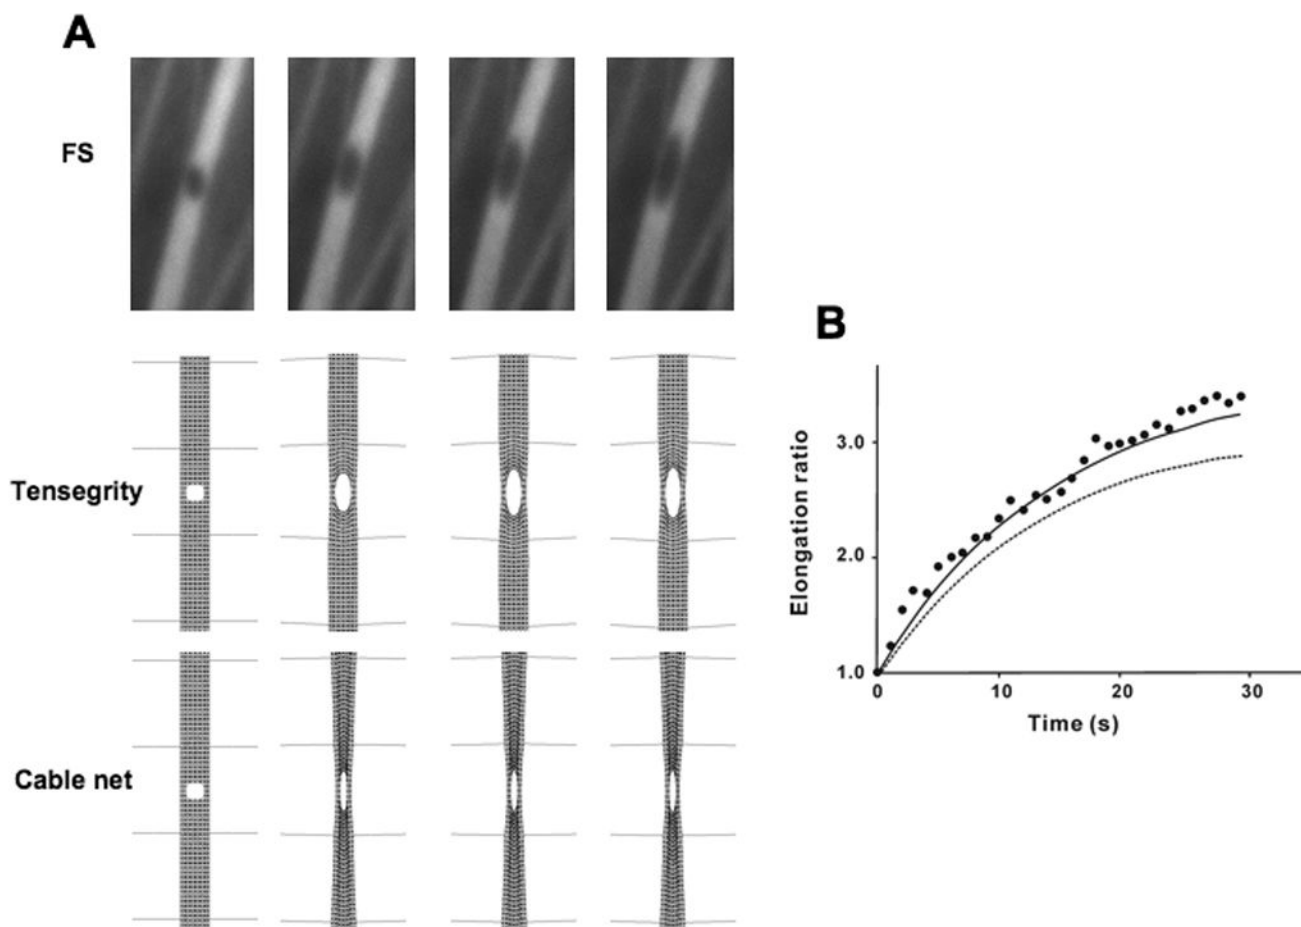 A
FS
Tensegrity
Cable net
B
Elongation ratio
3.0
2.0
1.0
0
10
20
30
Time (s)